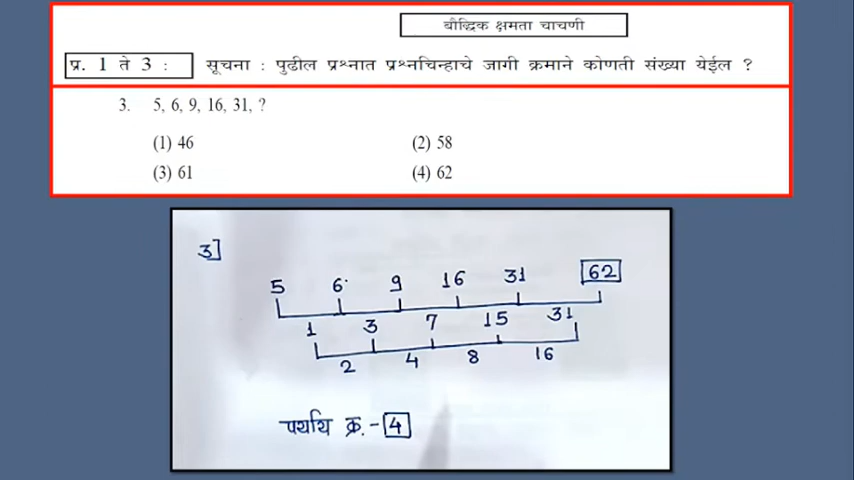 बौद्धिक क्षमता चाचणी
प्र. 1 ते 3 : सूचना : पुढील प्रश्नात प्रश्नचिन्हाचे जागी क्रमाने कोणती संख्या येईल ?
3. 5, 6, 9, 16, 31, ?
(1) 46 (2) 58
(3) 61 (4) 62
3]
5 6 9 16 31 62
1 3 7 15 31
2 4 8 16
पर्याय क्र. - 4